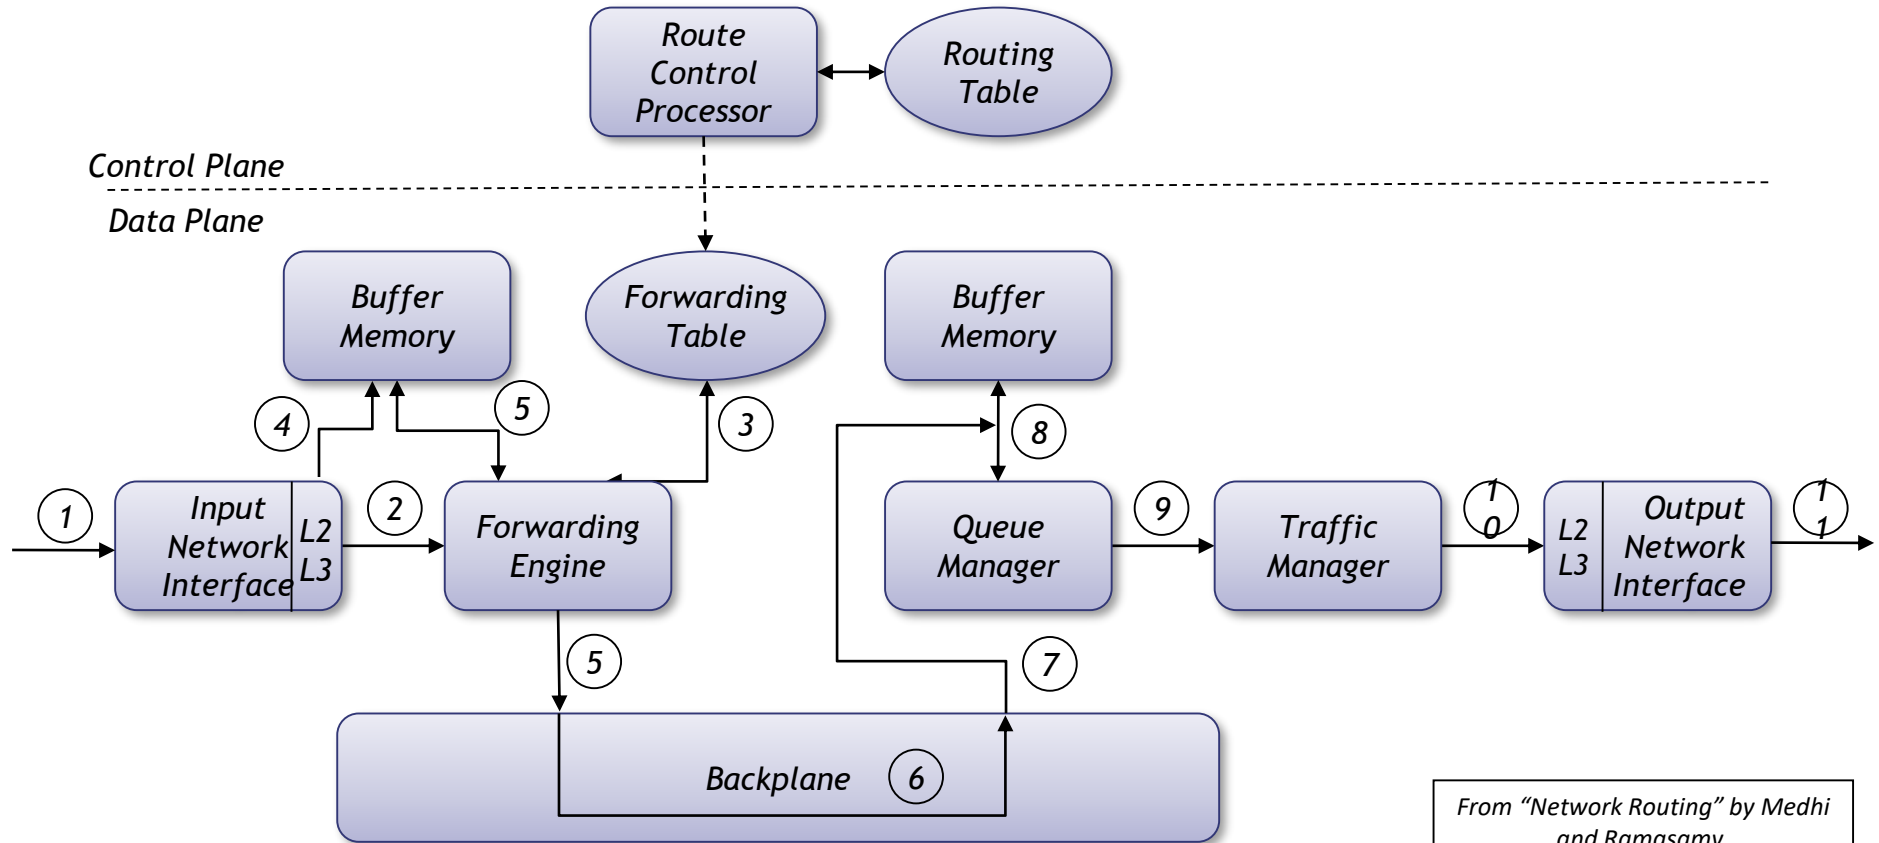 Route
Control
Processor
Routing
Table
Control Plane
Data Plane
Buffer
Memory
Forwarding
Table
Buffer
Memory
4
5
3
8
1
Input
Network
Interface
L2
L3
2
Forwarding
Engine
Queue
Manager
9
Traffic
Manager
1
0
L2
L3
Output
Network
Interface
1
1
5
7
Backplane
6
From “Network Routing” by Medhi
and Ramasamy